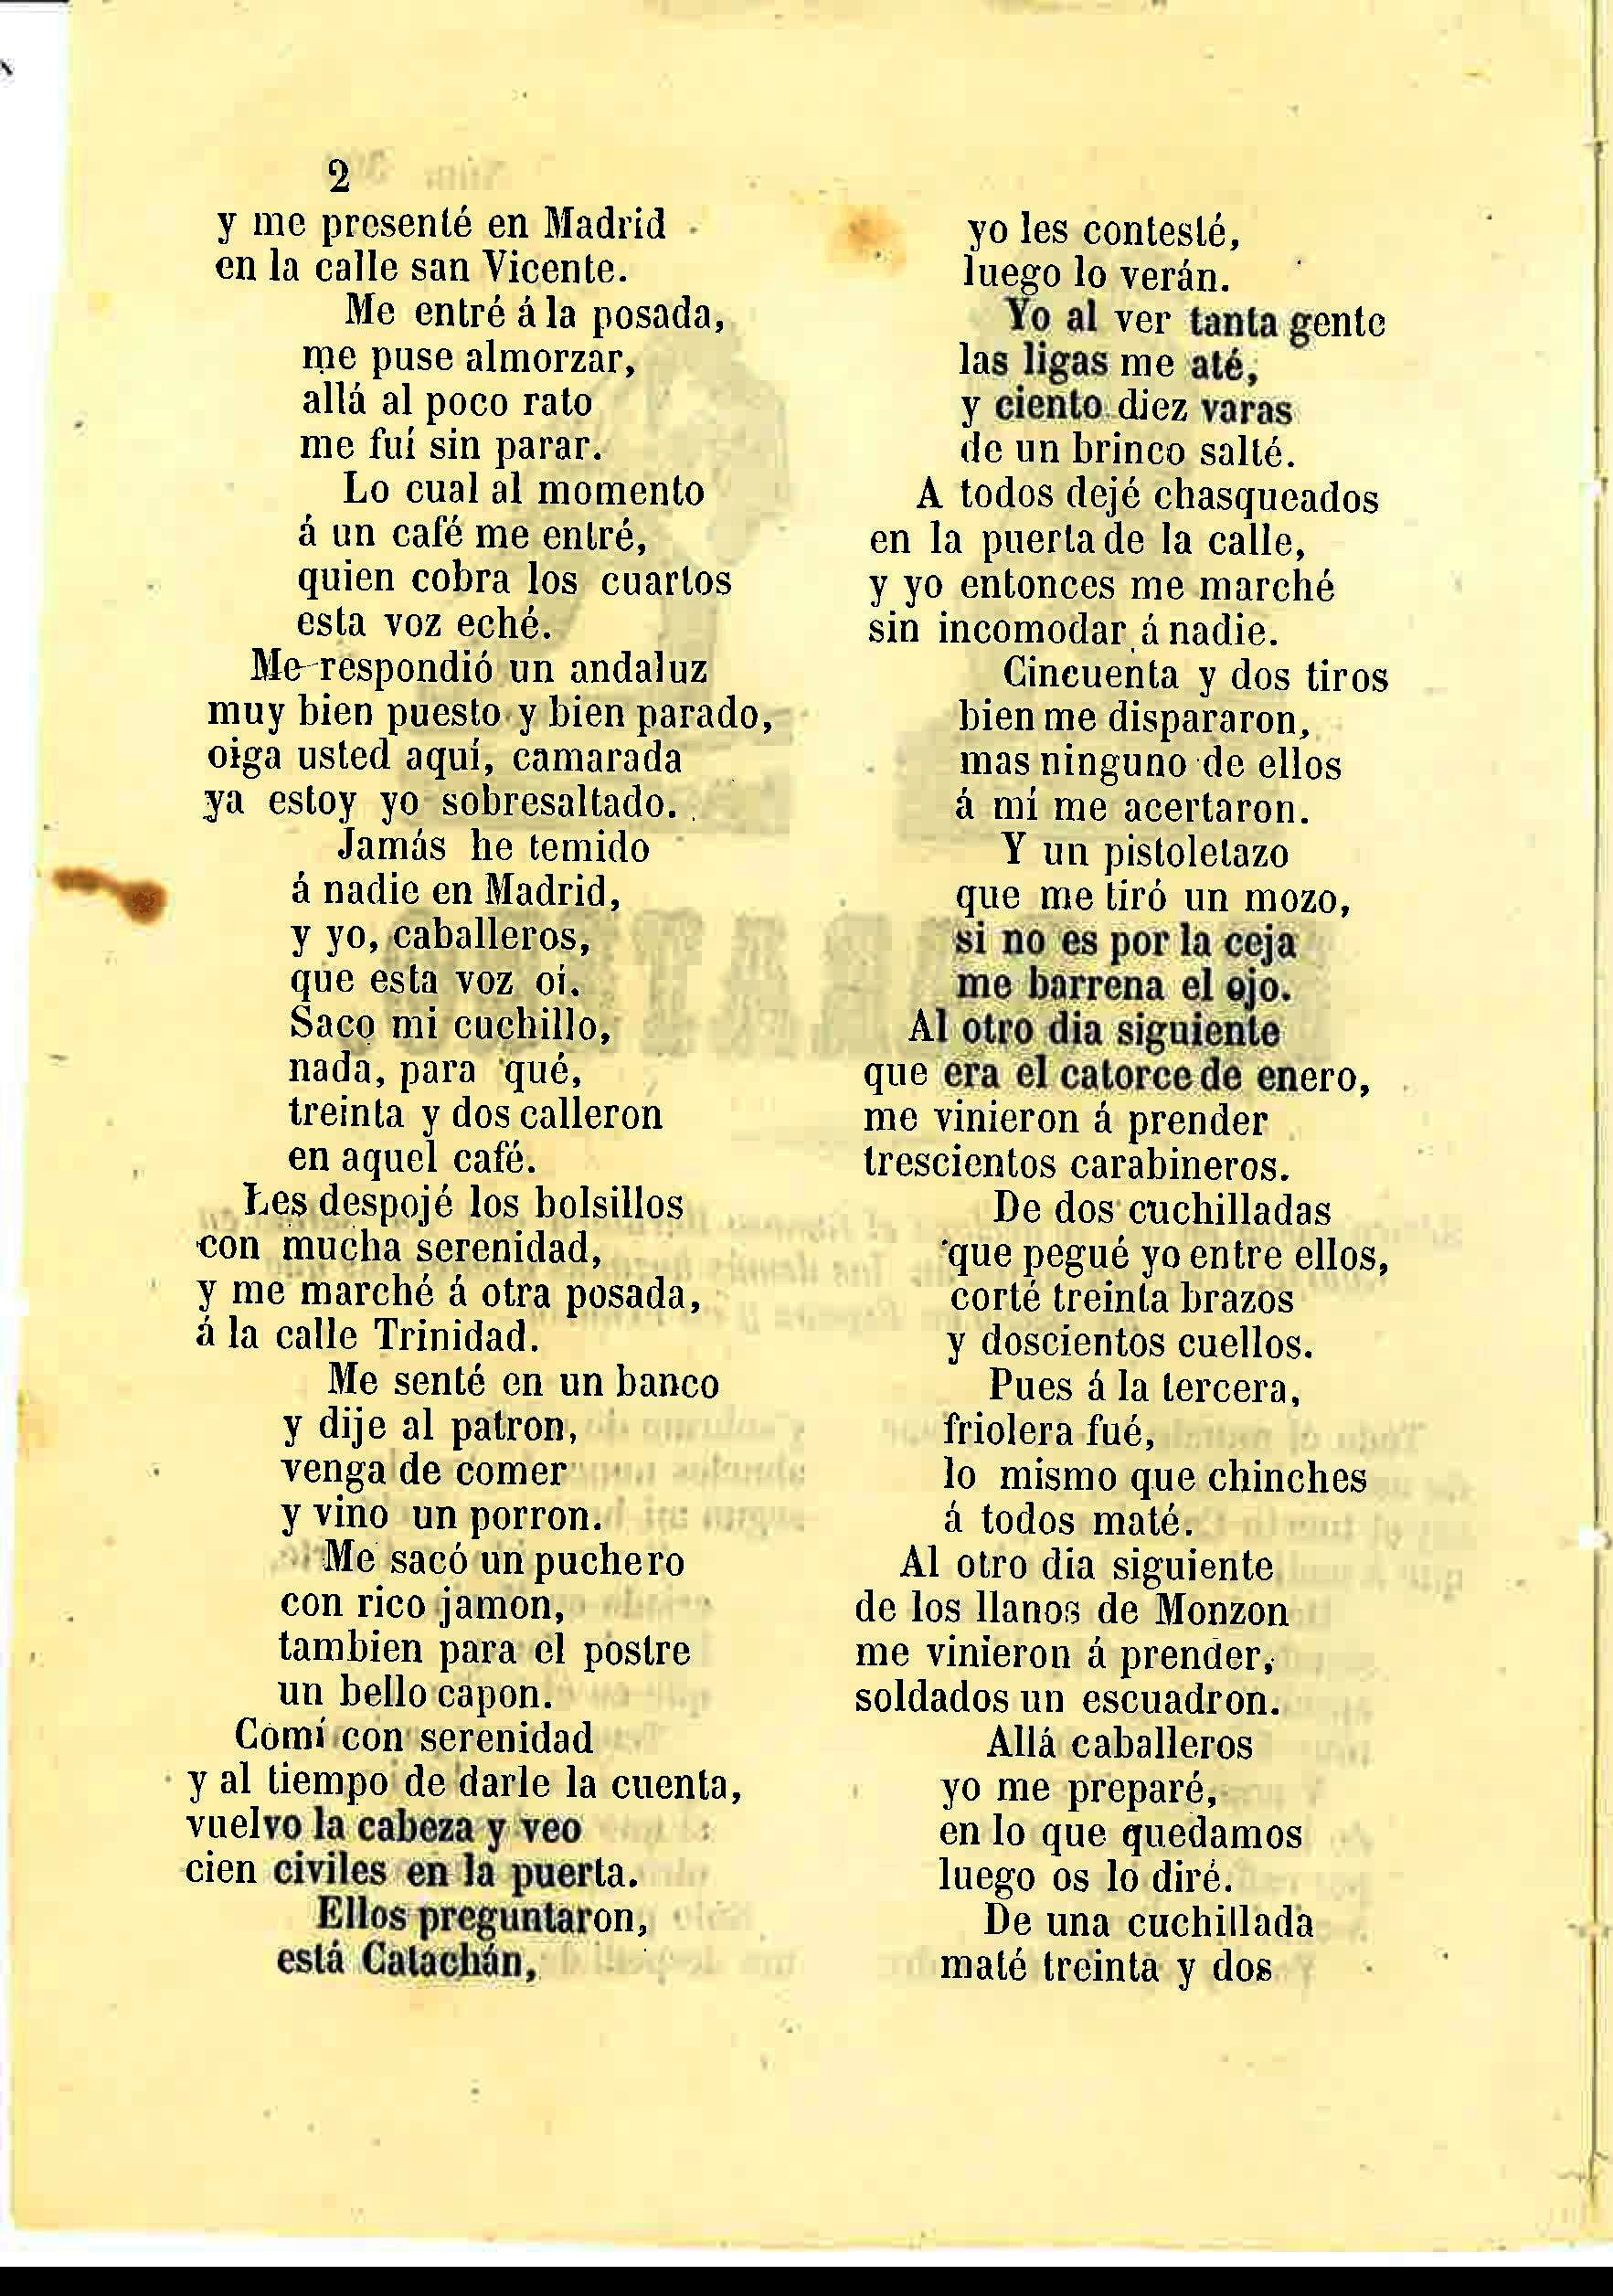 2
y me presenté en Madrid
en la calle san Vicente.
Me entré á la posada,
me puse almorzar,
allá al poco rato
me fuí sin parar.
Lo cual al momento
á un café me entré,
quien cobra los cuartos
esta voz eché.
Me respondió un andaluz
muy bien puesto y bien parado,
oiga usted aquí, camarada
ya estoy yo sobresaltado.
Jamás he temido
á nadie en Madrid,
y yo, caballeros,
que esta voz oí.
Saco mi cuchillo,
nada, para qué,
treinta y dos calleron
en aquel café.
Les despojé los bolsillos
con mucha serenidad,
y me marché á otra posada,
á la calle Trinidad.
Me senté en un banco
y dije al patron,
venga de comer
y vino un porron.
Me sacó un puchero
con rico jamon,
tambien para el postre
un bello capon.
Comí con serenidad
y al tiempo de darle la cuenta,
vuelvo la cabeza y veo
cien civiles en la puerta.
Ellos preguntaron,
está Catachán,
yo les contesté,
luego lo verán.
Yo al ver tanta gente
las ligas me até,
y ciento diez varas
de un brinco salté.
A todos dejé chasqueados
en la puerta de la calle,
y yo entonces me marché
sin incomodar á nadie.
Cincuenta y dos tiros
bien me dispararon,
mas ninguno de ellos
á mí me acertaron.
Y un pistoletazo
que me tiró un mozo,
si no es por la ceja
me barrena el ojo.
Al otro dia siguiente
que era el catorce de enero,
me vinieron á prender
trescientos carabineros.
De dos cuchilladas
que pegué yo entre ellos,
corté treinta brazos
y doscientos cuellos.
Pues á la tercera,
friolera fué,
lo mismo que chinches
á todos maté.
Al otro dia siguiente
de los llanos de Monzon
me vinieron á prender,
soldados un escuadron.
Allá caballeros
yo me preparé,
en lo que quedamos
luego os lo diré.
De una cuchillada
maté treinta y dos